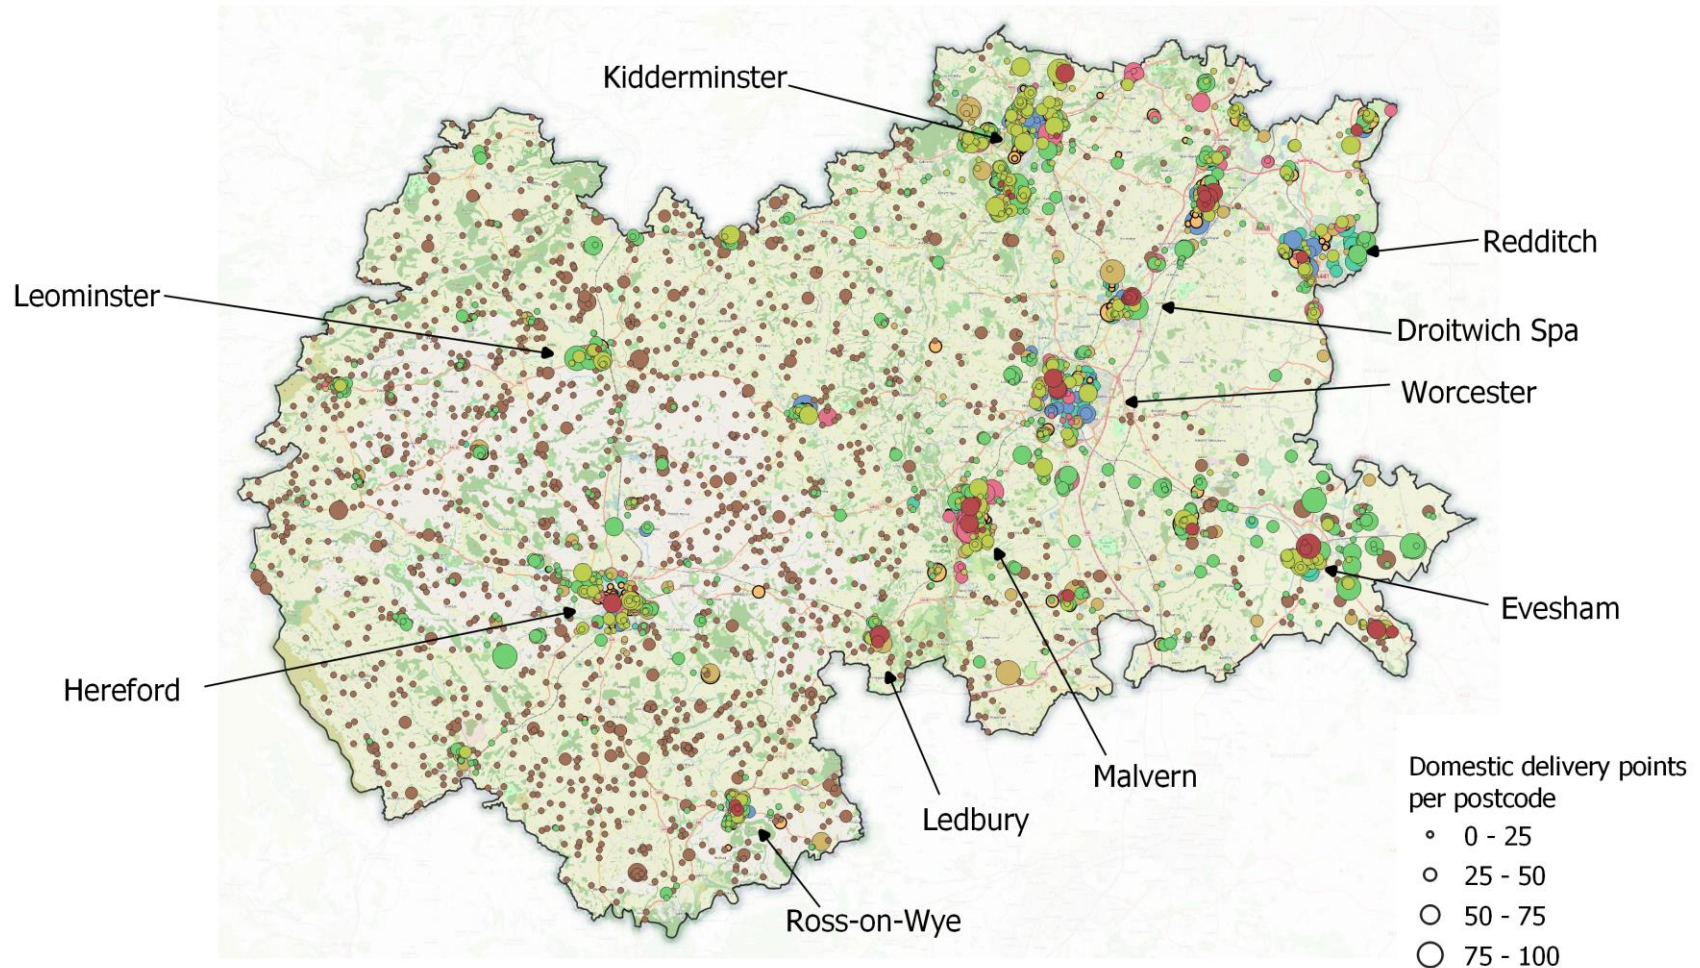 Kidderminster
Redditch
Leominster
Droitwich Spa
Worcester
Evesham
Hereford
Malvern
Ledbury
Ross-on-Wye
Domestic delivery points
per postcode
0 - 25
25 - 50
50 - 75
75 - 100